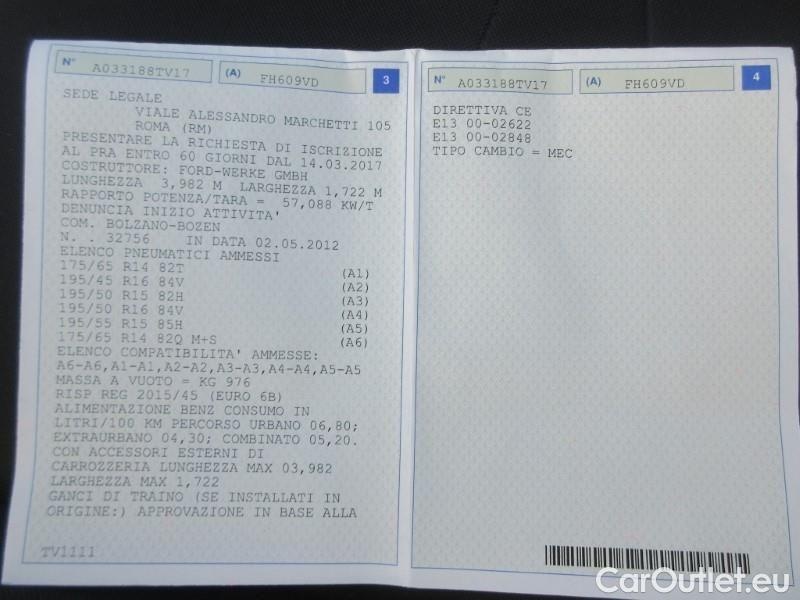 N° A033188TV17 (A) FH609VD 3
SEDE LEGALE
VIALE ALESSANDRO MARCHETTI 105
ROMA (RM)
PRESENTARE LA RICHIESTA DI ISCRIZIONE
AL PRA ENTRO 60 GIORNI DAL 14.03.2017
COSTRUTTORE: FORD-WERKE GMBH
LUNGHEZZA 3,982 M LARGHEZZA 1,722 M
RAPPORTO POTENZA/TARA = 57,088 KW/T
DENUNCIA INIZIO ATTIVITA'
COM. BOLZANO-BOZEN
N. . 32756 IN DATA 02.05.2012
ELENCO PNEUMATICI AMMESSI
175/65 R14 82T (A1)
195/45 R16 84V (A2)
195/50 R15 82H (A3)
195/50 R16 84V (A4)
195/55 R15 85H (A5)
175/65 R14 82Q M+S (A6)
ELENCO COMPATIBILITA' AMMESSE:
A6-A6,A1-A1,A2-A2,A3-A3,A4-A4,A5-A5
MASSA A VUOTO = KG 976
RISP REG 2015/45 (EURO 6B)
ALIMENTAZIONE BENZ CONSUMO IN
LITRI/100 KM PERCORSO URBANO 06,80;
EXTRAURBANO 04,30; COMBINATO 05,20.
CON ACCESSORI ESTERNI DI
CARROZZERIA LUNGHEZZA MAX 03,982
LARGHEZZA MAX 1,722
GANCI DI TRAINO (SE INSTALLATI IN
ORIGINE:) APPROVAZIONE IN BASE ALLA
TV1111
N° A033188TV17 (A) FH609VD 4
DIRETTIVA CE
E13 00-02622
E13 00-02848
TIPO CAMBIO = MEC
CarOutlet.eu